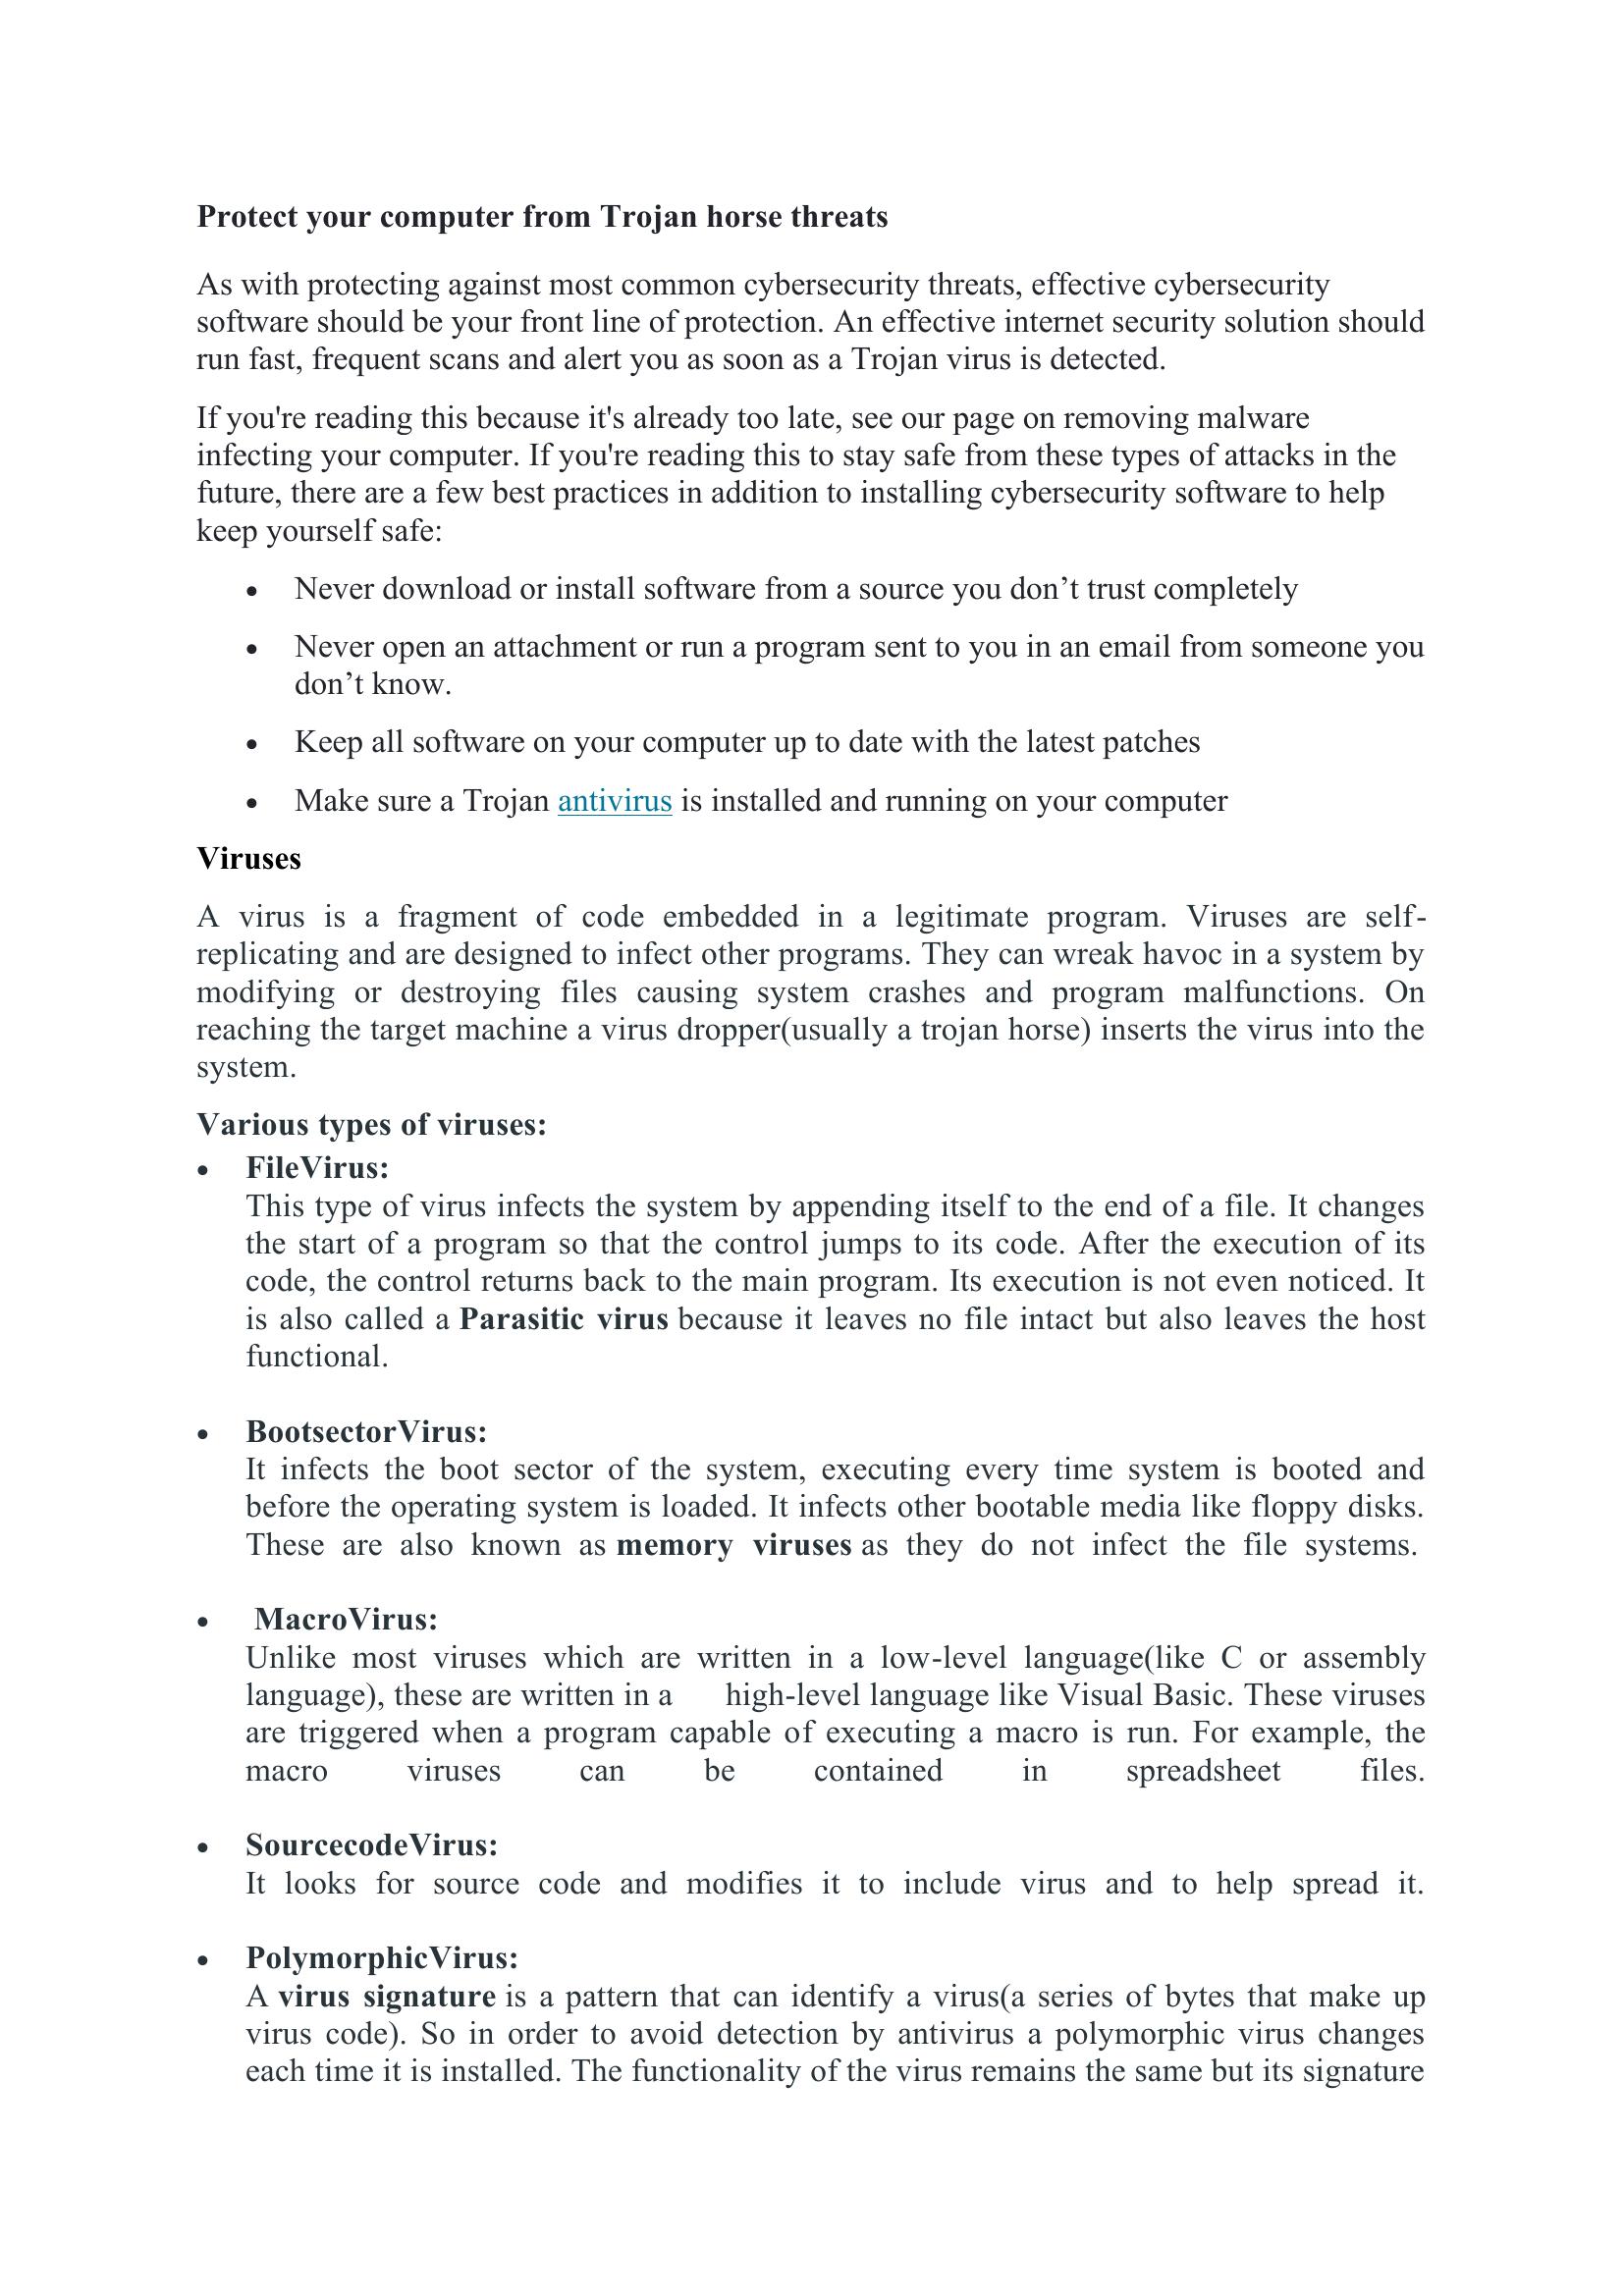 Protect your computer from Trojan horse threats
As with protecting against most common cybersecurity threats, effective cybersecurity
software should be your front line of protection. An effective internet security solution should
run fast, frequent scans and alert you as soon as a Trojan virus is detected.
If you're reading this because it's already too late, see our page on removing malware
infecting your computer. If you're reading this to stay safe from these types of attacks in the
future, there are a few best practices in addition to installing cybersecurity software to help
keep yourself safe:
• Never download or install software from a source you don’t trust completely
• Never open an attachment or run a program sent to you in an email from someone you
don’t know.
• Keep all software on your computer up to date with the latest patches
• Make sure a Trojan antivirus is installed and running on your computer
Viruses
A virus is a fragment of code embedded in a legitimate program. Viruses are self-
replicating and are designed to infect other programs. They can wreak havoc in a system by
modifying or destroying files causing system crashes and program malfunctions. On
reaching the target machine a virus dropper(usually a trojan horse) inserts the virus into the
system.
Various types of viruses:
• FileVirus:
This type of virus infects the system by appending itself to the end of a file. It changes
the start of a program so that the control jumps to its code. After the execution of its
code, the control returns back to the main program. Its execution is not even noticed. It
is also called a Parasitic virus because it leaves no file intact but also leaves the host
functional.
• BootsectorVirus:
It infects the boot sector of the system, executing every time system is booted and
before the operating system is loaded. It infects other bootable media like floppy disks.
These are also known as memory viruses as they do not infect the file systems.
• MacroVirus:
Unlike most viruses which are written in a low-level language(like C or assembly
language), these are written in a high-level language like Visual Basic. These viruses
are triggered when a program capable of executing a macro is run. For example, the
macro viruses can be contained in spreadsheet files.
• SourcecodeVirus:
It looks for source code and modifies it to include virus and to help spread it.
• PolymorphicVirus:
A virus signature is a pattern that can identify a virus(a series of bytes that make up
virus code). So in order to avoid detection by antivirus a polymorphic virus changes
each time it is installed. The functionality of the virus remains the same but its signature